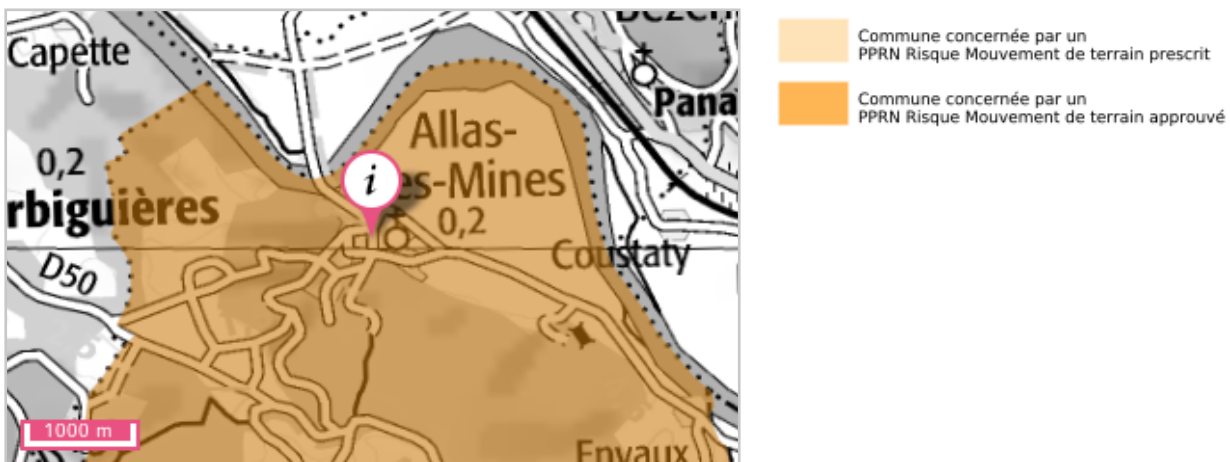 Capette
Allas-
es-Mines
0,2
0,2
rbiguières
Pana
D50
Coustaty
Envaux
1000 m
i
Commune concernée par un
PPRN Risque Mouvement de terrain prescrit
Commune concernée par un
PPRN Risque Mouvement de terrain approuvé